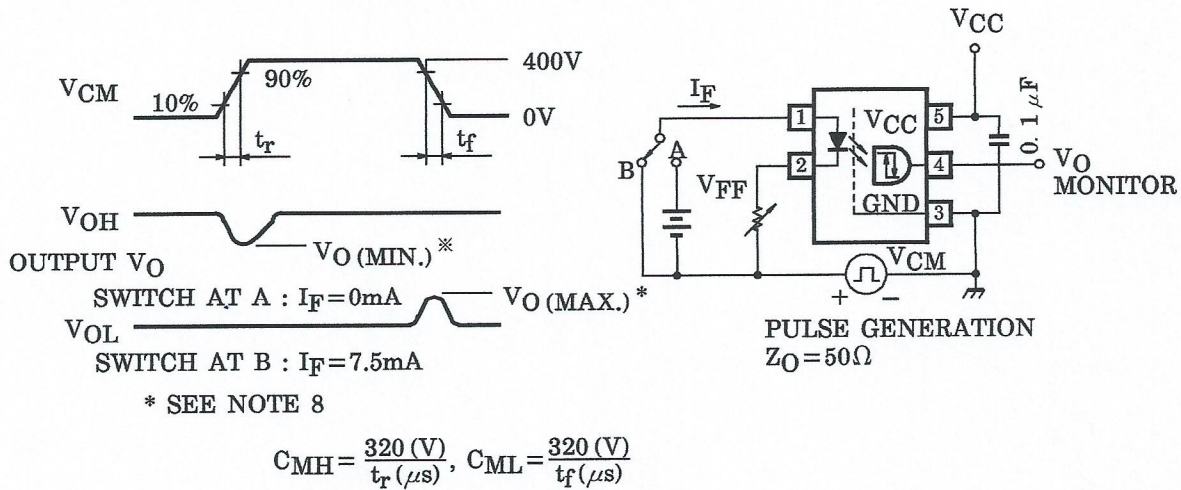 VCM
10%
90%
400V
0V
tr
tf
VOH
VO (MIN.) ※
OUTPUT VO
SWITCH AT A : IF=0mA
VO (MAX.) *
VOL
SWITCH AT B : IF=7.5mA
* SEE NOTE 8
CMH= 320 (V) / tr (μs) , CML= 320 (V) / tf (μs)
VCC
IF
1
5
VCC
0.1 μF
B
A
2
4
VO
MONITOR
VFF
GND
3
VCM
+
−
PULSE GENERATION
ZO=50Ω